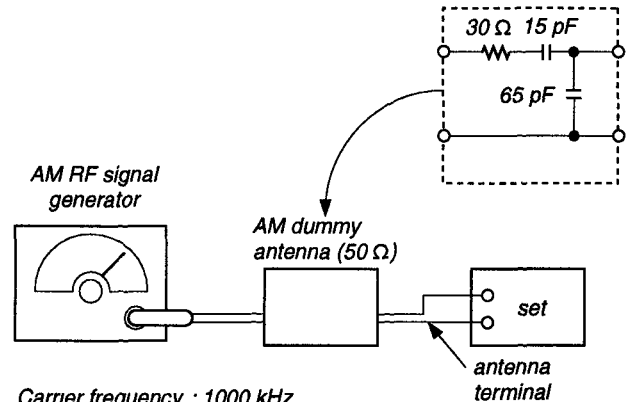 30 Ω 15 pF
65 pF
AM RF signal
generator
AM dummy
antenna (50 Ω)
set
antenna
terminal
Carrier frequency : 1000 kHz